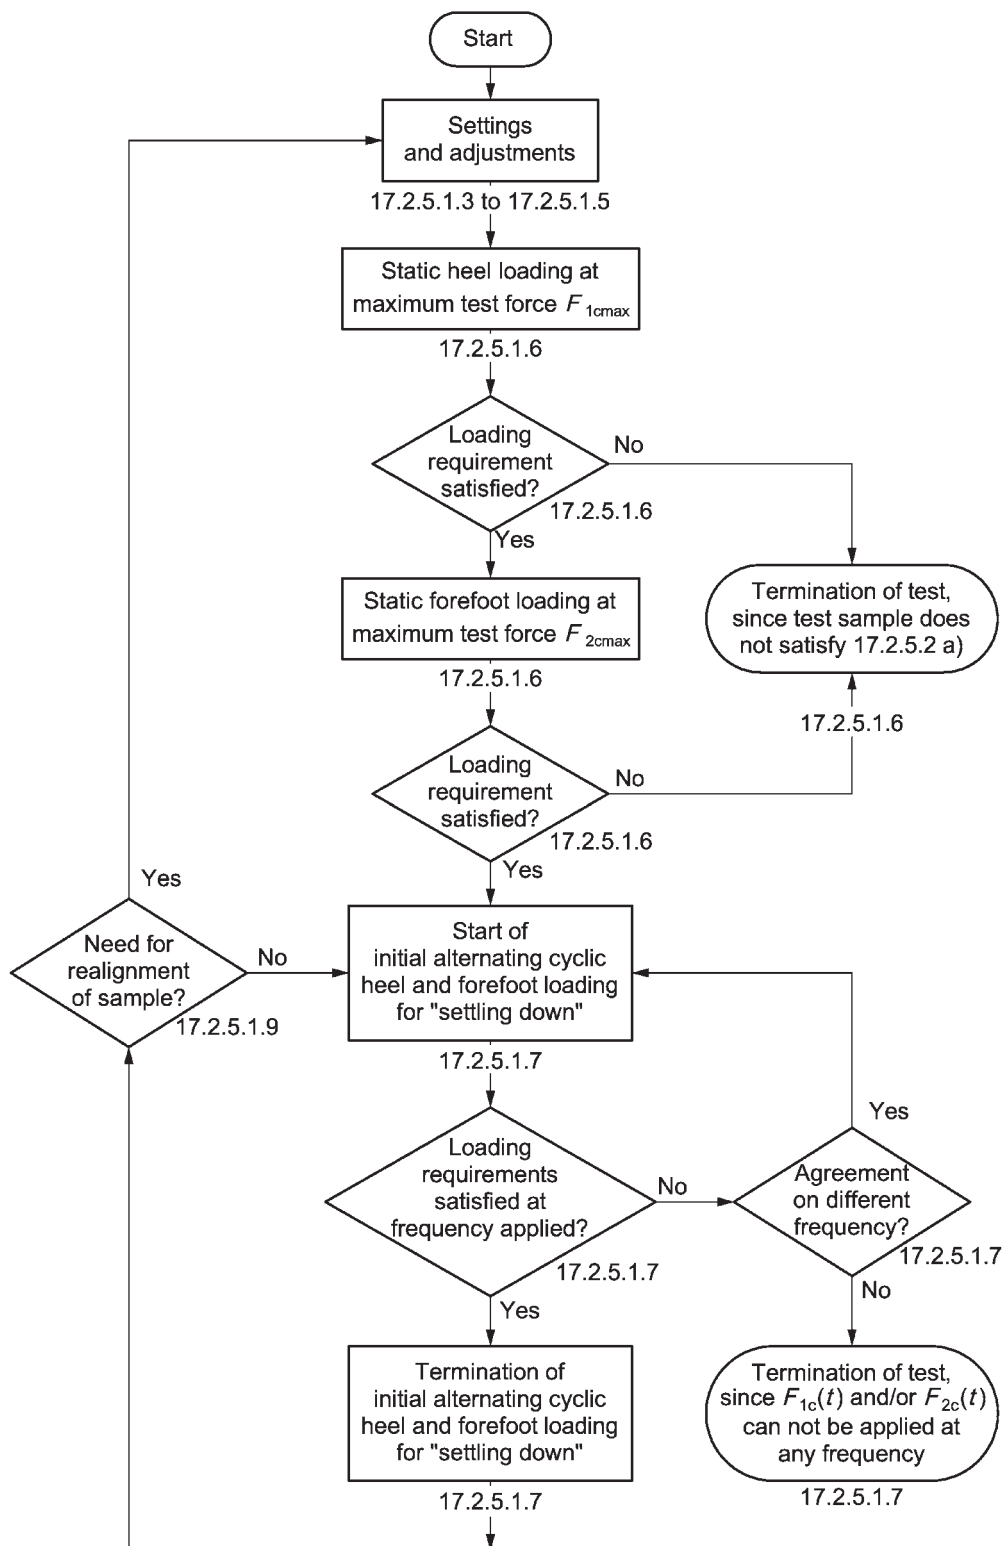 Start
Settings
and adjustments
17.2.5.1.3 to 17.2.5.1.5
Static heel loading at
maximum test force F 1cmax
17.2.5.1.6
Loading
requirement
satisfied?
No
17.2.5.1.6
Yes
Static forefoot loading at
maximum test force F 2cmax
17.2.5.1.6
Termination of test,
since test sample does
not satisfy 17.2.5.2 a)
17.2.5.1.6
Loading
requirement
satisfied?
No
17.2.5.1.6
Yes
Yes
Need for
realignment
of sample?
No
17.2.5.1.9
Start of
initial alternating cyclic
heel and forefoot loading
for "settling down"
17.2.5.1.7
Loading
requirements
satisfied at
frequency applied?
No
17.2.5.1.7
Yes
Yes
Agreement
on different
frequency?
17.2.5.1.7
No
Termination of
initial alternating cyclic
heel and forefoot loading
for "settling down"
17.2.5.1.7
Termination of test,
since F1c(t) and/or F2c(t)
can not be applied at
any frequency
17.2.5.1.7